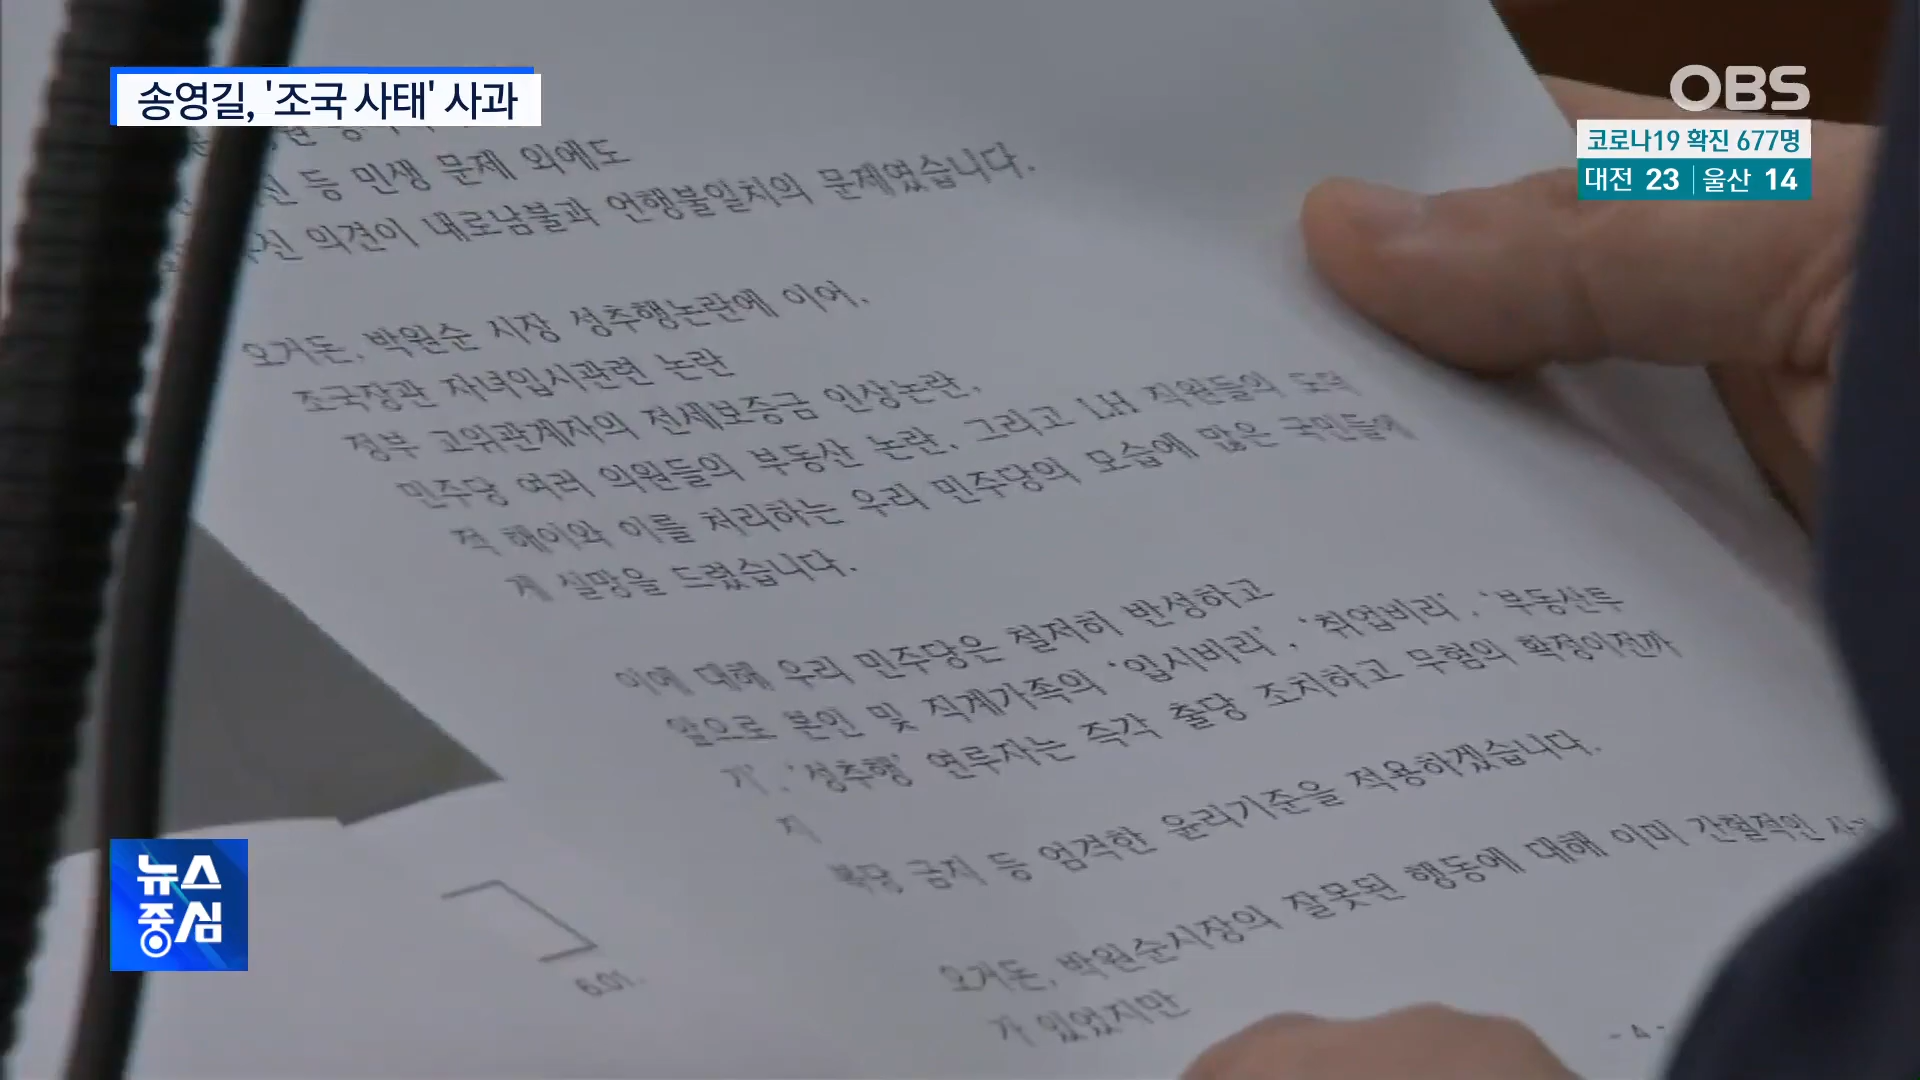 송영길, '조국 사태' 사과
OBS
코로나19 확진 677명
대전 23 | 울산 14
등 민생 문제 외에도
의견이 내로남불과 언행불일치의 문제였습니다.
오거돈, 박원순 시장 성추행논란에 이어,
조국장관 자녀입시관련 논란
정부 고위관계자의 전세보증금 인상논란,
민주당 여러 의원들의 부동산 논란, 그리고 LH 직원들의 도덕
적 해이와 이를 처리하는 우리 민주당의 모습에 많은 국민들에
게 실망을 드렸습니다.
이에 대해 우리 민주당은 철저히 반성하고
앞으로 본인 및 직계가족의 '입시비리', '취업비리', '부동산투
기', '성추행' 연루자는 즉각 출당 조치하고 무혐의 확정이전까
지
복당 금지 등 엄격한 윤리기준을 적용하겠습니다.
오거돈, 박원순시장의 잘못된 행동에 대해 이미 간헐적인
가 있었지만
- 4 -
6.01.
뉴스
중심